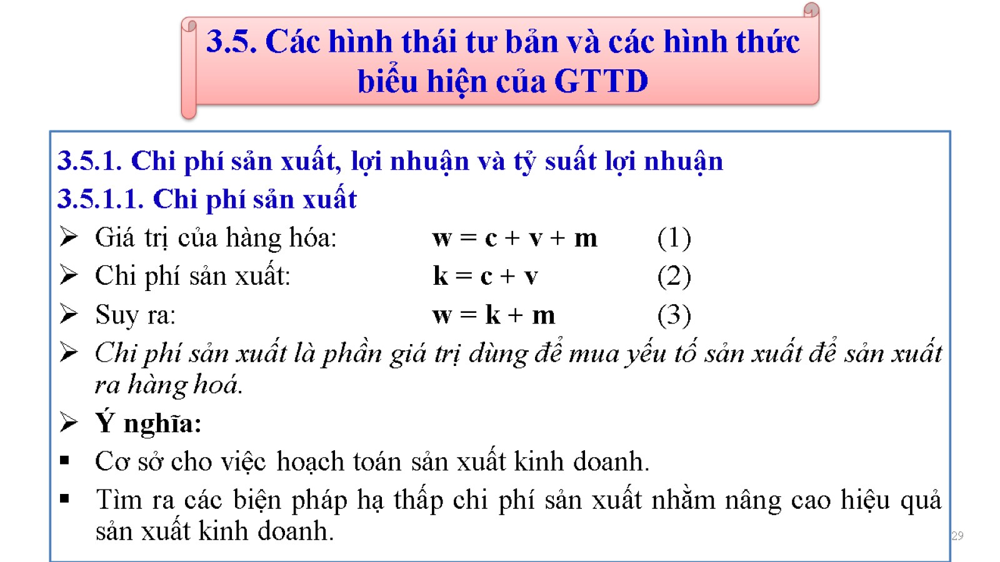 3.5. Các hình thái tư bản và các hình thức
biểu hiện của GTTD
3.5.1. Chi phí sản xuất, lợi nhuận và tỷ suất lợi nhuận
3.5.1.1. Chi phí sản xuất
➢ Giá trị của hàng hóa: w = c + v + m (1)
➢ Chi phí sản xuất: k = c + v (2)
➢ Suy ra: w = k + m (3)
➢ Chi phí sản xuất là phần giá trị dùng để mua yếu tố sản xuất để sản xuất
ra hàng hoá.
➢ Ý nghĩa:
▪ Cơ sở cho việc hoạch toán sản xuất kinh doanh.
▪ Tìm ra các biện pháp hạ thấp chi phí sản xuất nhằm nâng cao hiệu quả
sản xuất kinh doanh.
29